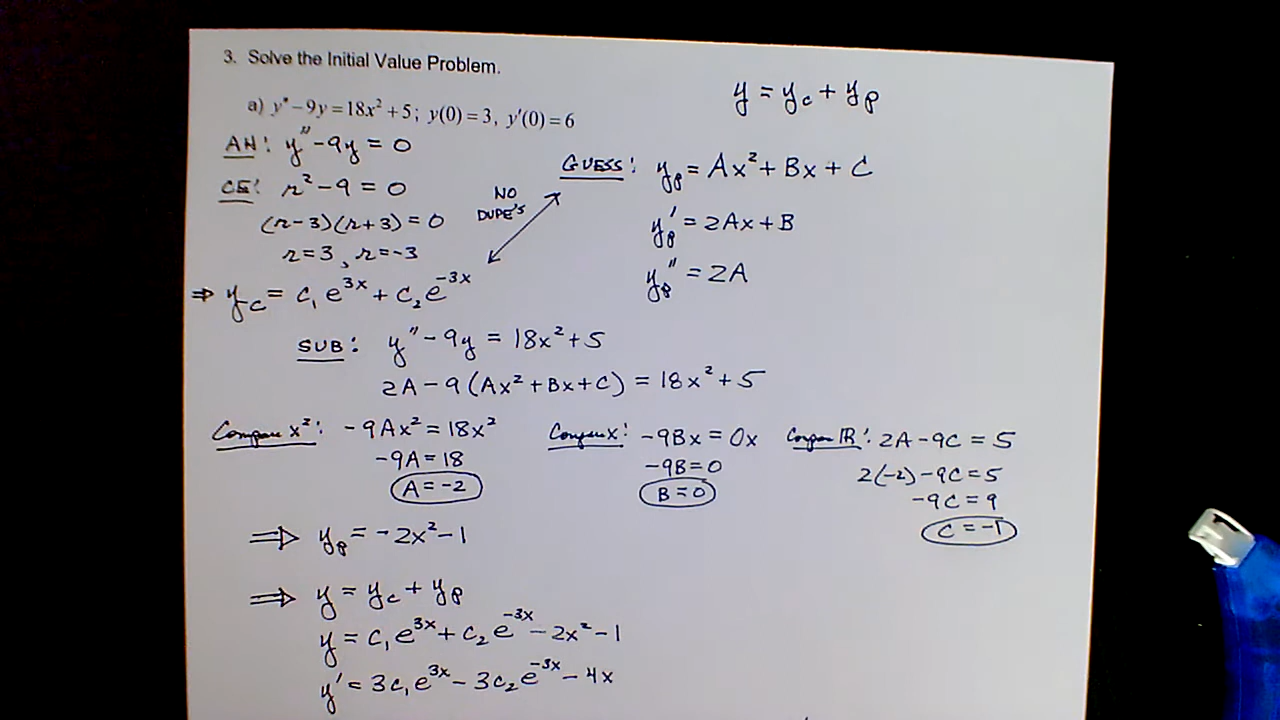 3. Solve the Initial Value Problem.
y = y_c + y_p
a) y″ − 9y = 18x² + 5; y(0) = 3, y′(0) = 6
AH: y″ − 9y = 0
GUESS: y_p = Ax² + Bx + C
CE: r² − 9 = 0
NO DUPE'S
(r − 3)(r + 3) = 0
y_p′ = 2Ax + B
r = 3, r = −3
y_p″ = 2A
⇒ y_c = c₁e^{3x} + c₂e^{−3x}
SUB: y″ − 9y = 18x² + 5
2A − 9(Ax² + Bx + C) = 18x² + 5
Compare x²: −9Ax² = 18x²
−9A = 18
A = −2
Compare x: −9Bx = 0x
−9B = 0
B = 0
Compare IR: 2A − 9C = 5
2(−2) − 9C = 5
−9C = 9
C = −1
⇒ y_p = −2x² − 1
⇒ y = y_c + y_p
y = c₁e^{3x} + c₂e^{−3x} − 2x² − 1
y′ = 3c₁e^{3x} − 3c₂e^{−3x} − 4x